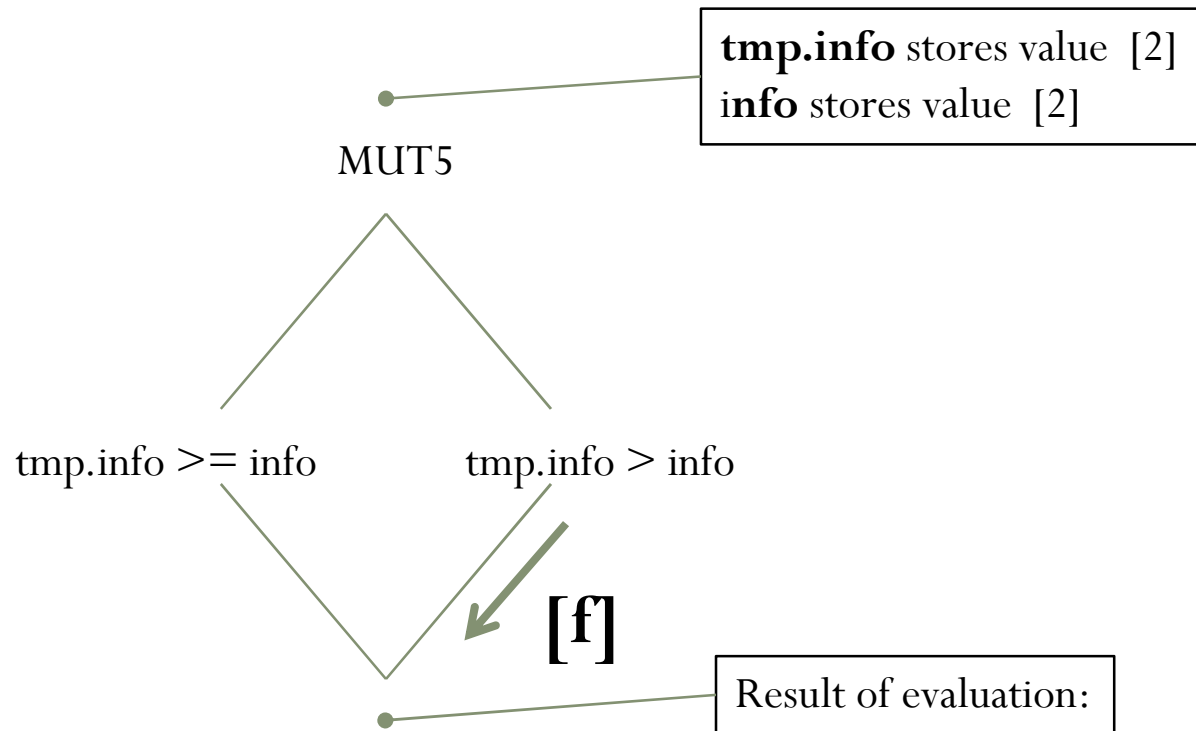 tmp.info stores value [2]
info stores value [2]
MUT5
tmp.info >= info
tmp.info > info
[f]
Result of evaluation: